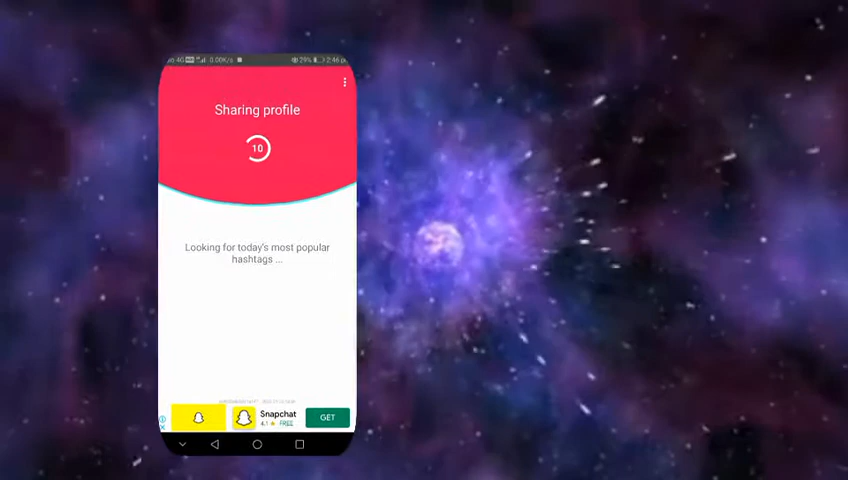 4G 0.00K/s 29% 2:46
Sharing profile
10
Looking for today's most popular
hashtags ...
Snapchat
4.1 ★ FREE
GET